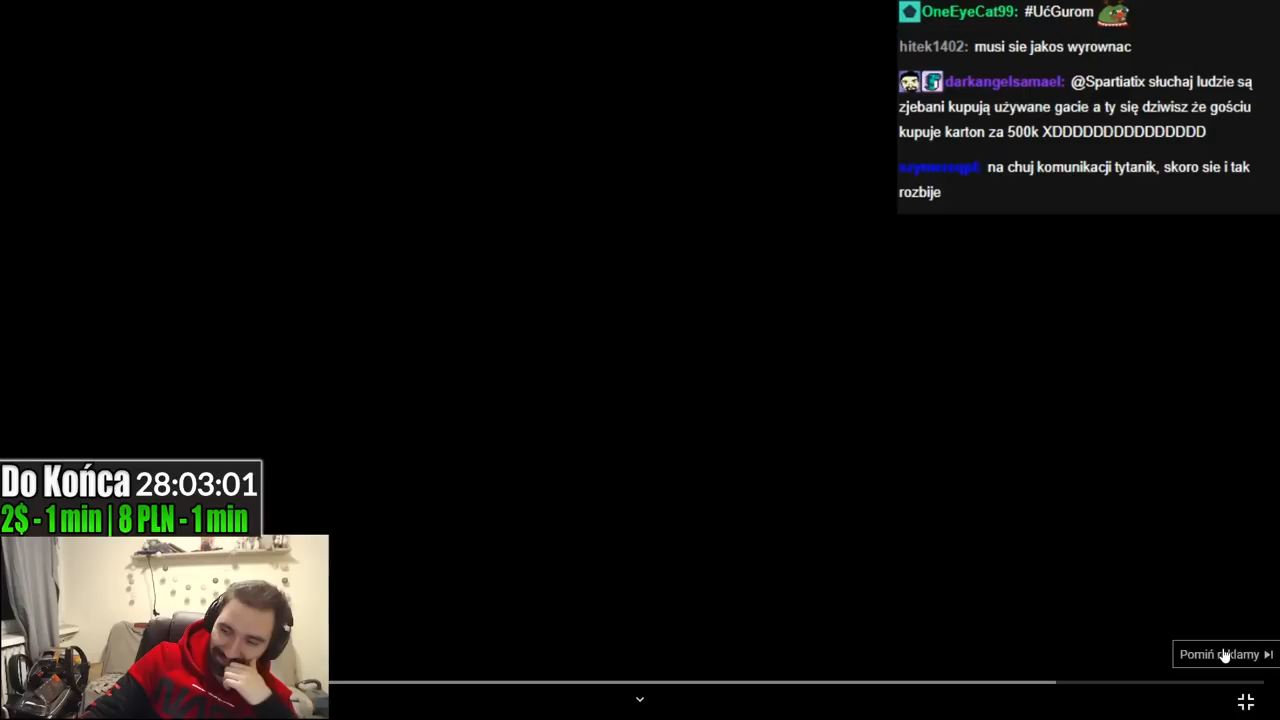 OneEyeCat99: #UćGurom
hitek1402: musi sie jakos wyrownac
darkangelsamael: @Spartiatix słuchaj ludzie są
zjebani kupują używane gacie a ty się dziwisz że gościu
kupuje karton za 500k XDDDDDDDDDDDDDDD
na chuj komunikacji tytanik, skoro sie i tak
rozbije
Do Końca 28:03:01
2$ - 1 min | 8 PLN - 1 min
Pomiń reklamy